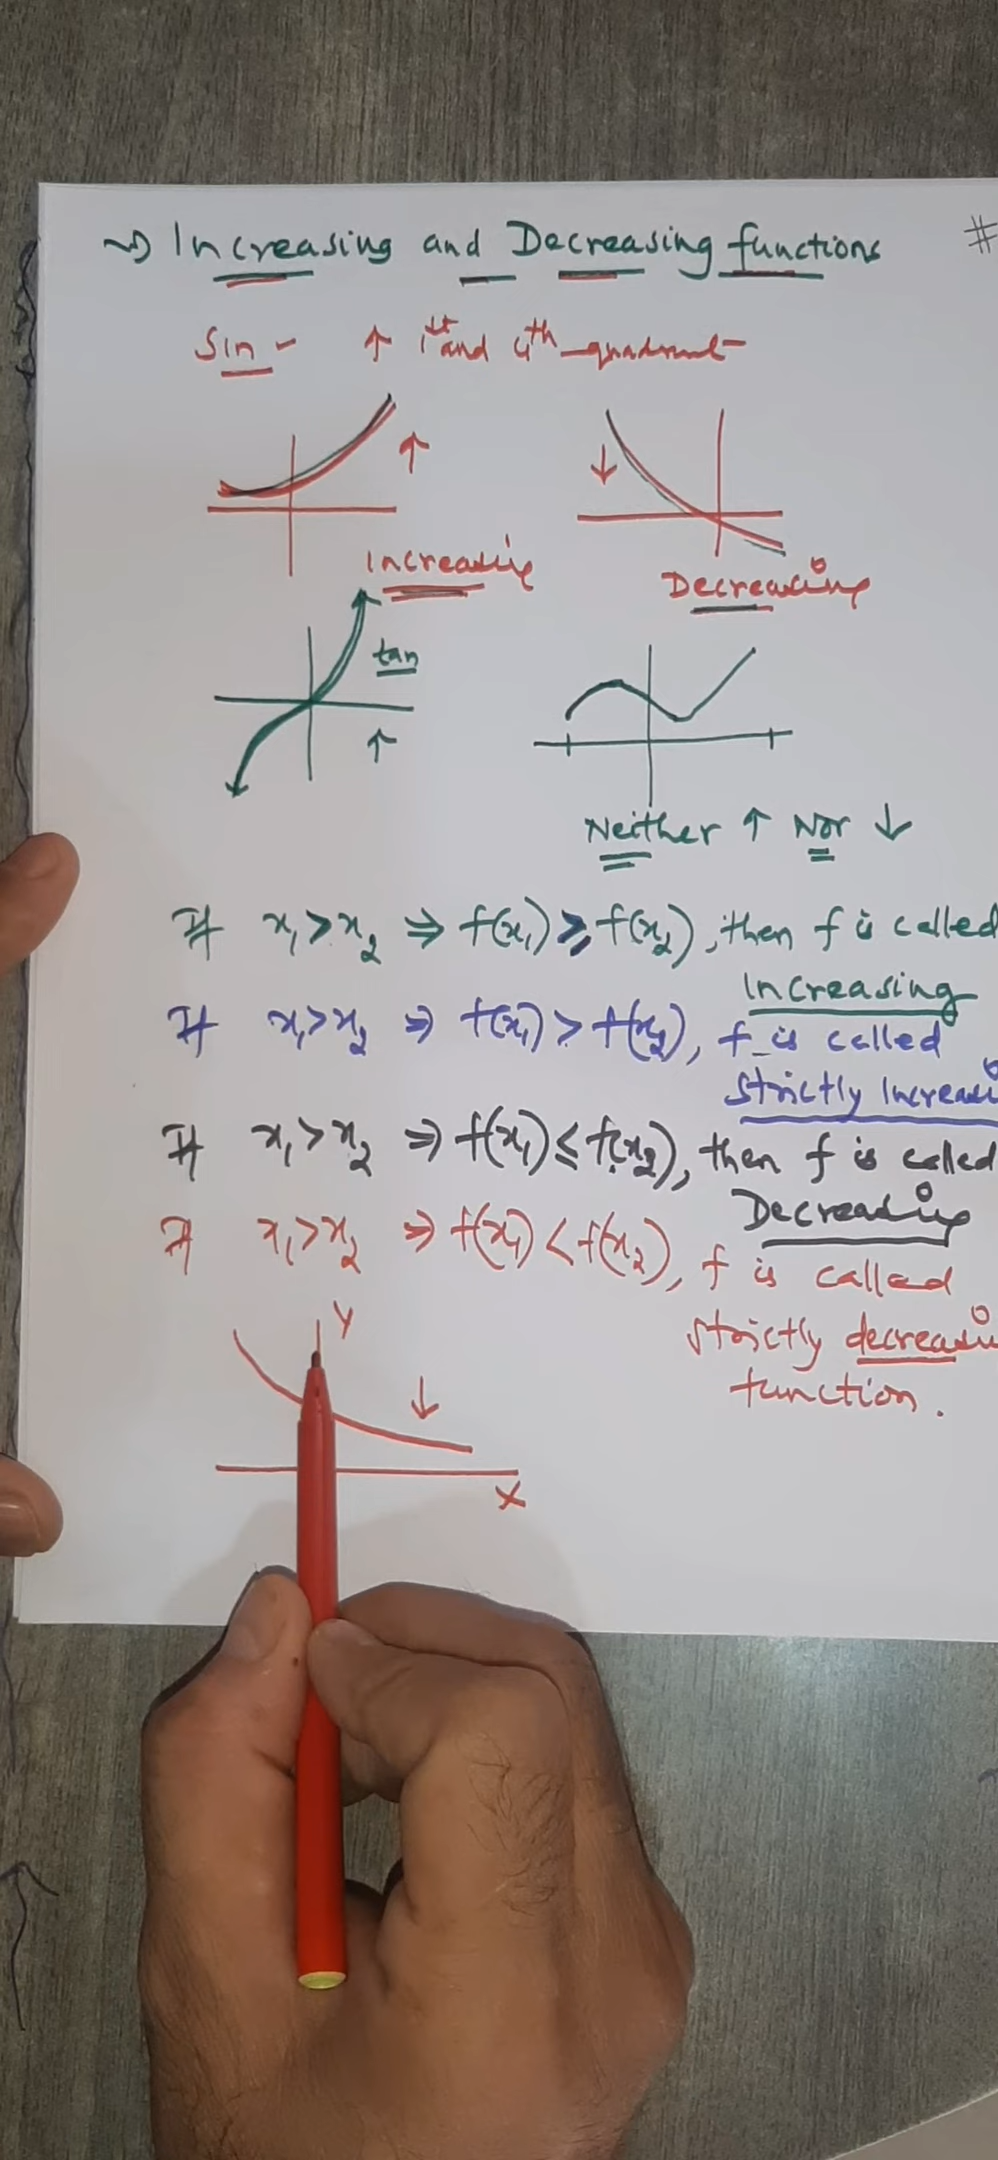 ~> Increasing and Decreasing functions
#
Sin - ↑ 1st and 4th quadrant
↑
↓
Increasing
Decreasing
tan
↑
Neither ↑ Nor ↓
If x₁ > x₂ ⇒ f(x₁) ≥ f(x₂), then f is called
Increasing
If x₁ > x₂ ⇒ f(x₁) > f(x₂), f is called
strictly Increasi
If x₁ > x₂ ⇒ f(x₁) ≤ f(x₂), then f is called
Decreasing
If x₁ > x₂ ⇒ f(x₁) < f(x₂), f is called
strictly decreasin
function.
Y
↓
X